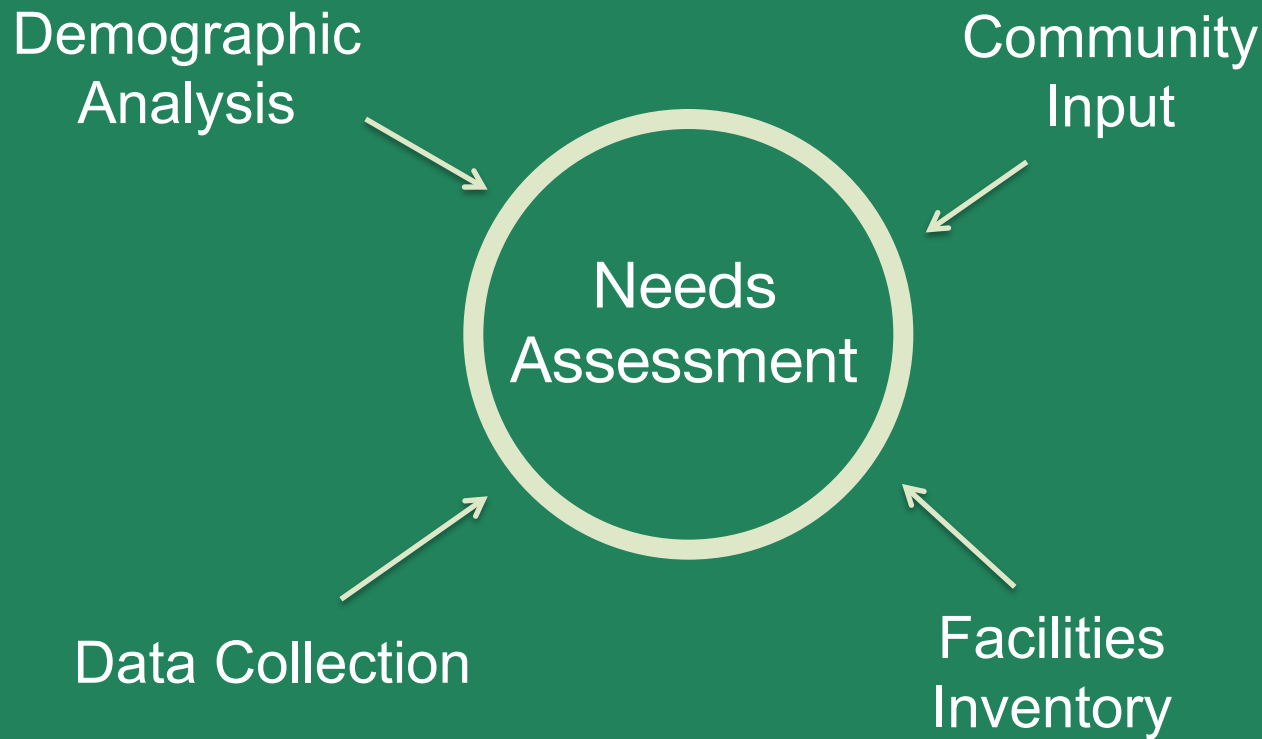 Demographic
Analysis
Community
Input
Needs
Assessment
Data Collection
Facilities
Inventory